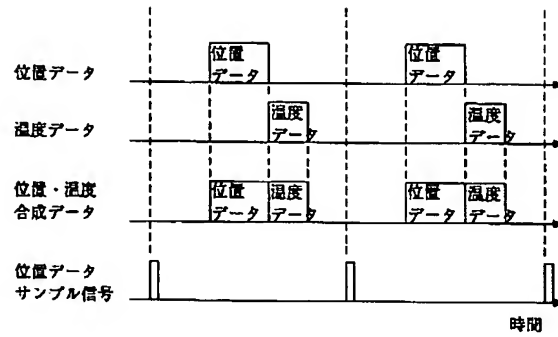 位置データ
位置
データ
位置
データ
温度データ
温度
データ
温度
データ
位置・温度
合成データ
位置
データ
温度
データ
位置
データ
温度
データ
位置データ
サンプル信号
時間